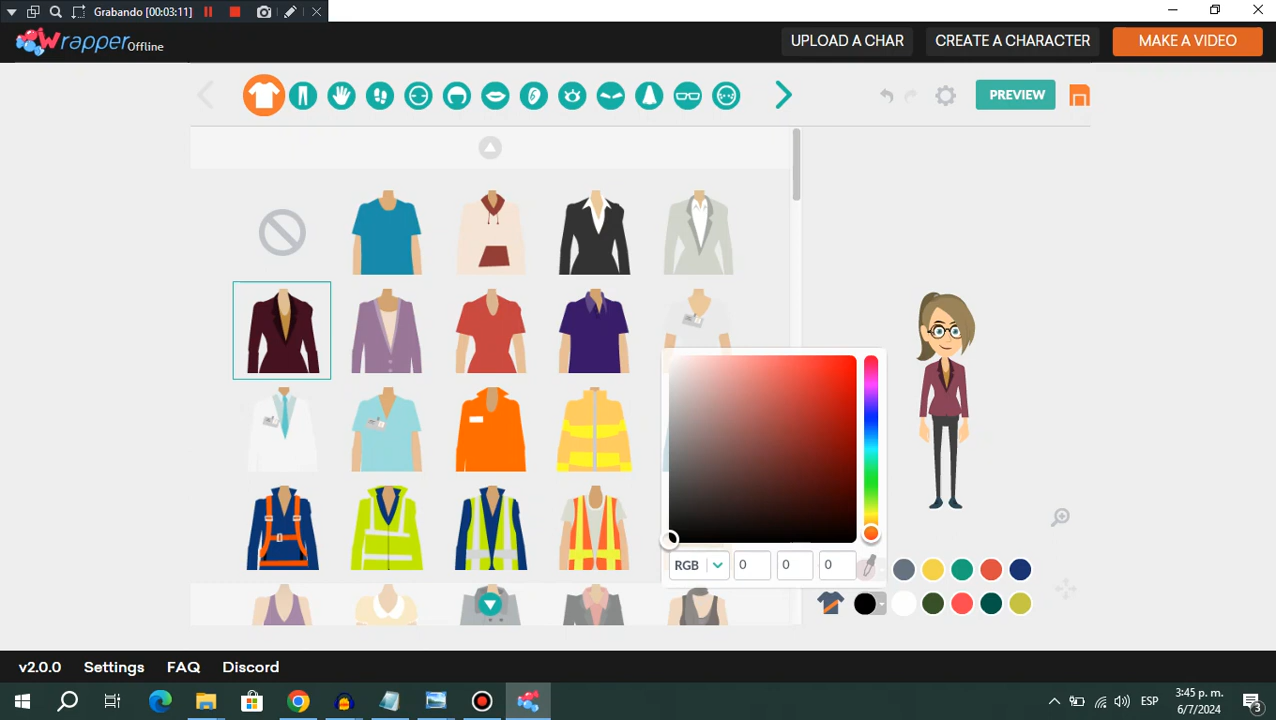 Grabando [00:03:11]
Wrapper Offline
UPLOAD A CHAR
CREATE A CHARACTER
MAKE A VIDEO
PREVIEW
RGB
0
0
0
v2.0.0
Settings
FAQ
Discord
ESP
3:45 p. m.
6/7/2024
3